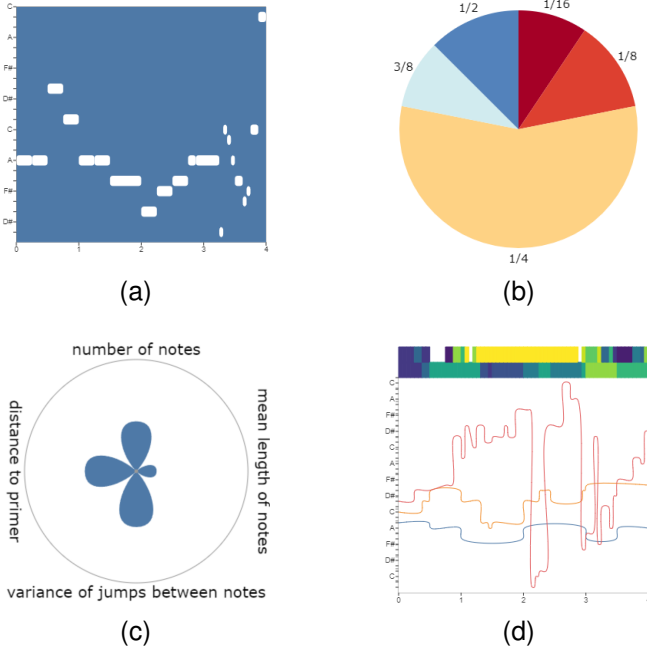 C
A
F#
D#
C
A
F#
D#
0
1
2
3
4
(a)
1/2
1/16
3/8
1/8
1/4
(b)
number of notes
distance to primer
mean length of notes
variance of jumps between notes
(c)
C
A
F#
D#
C
A
F#
D#
C
A
F#
D#
C
0
1
2
3
4
(d)